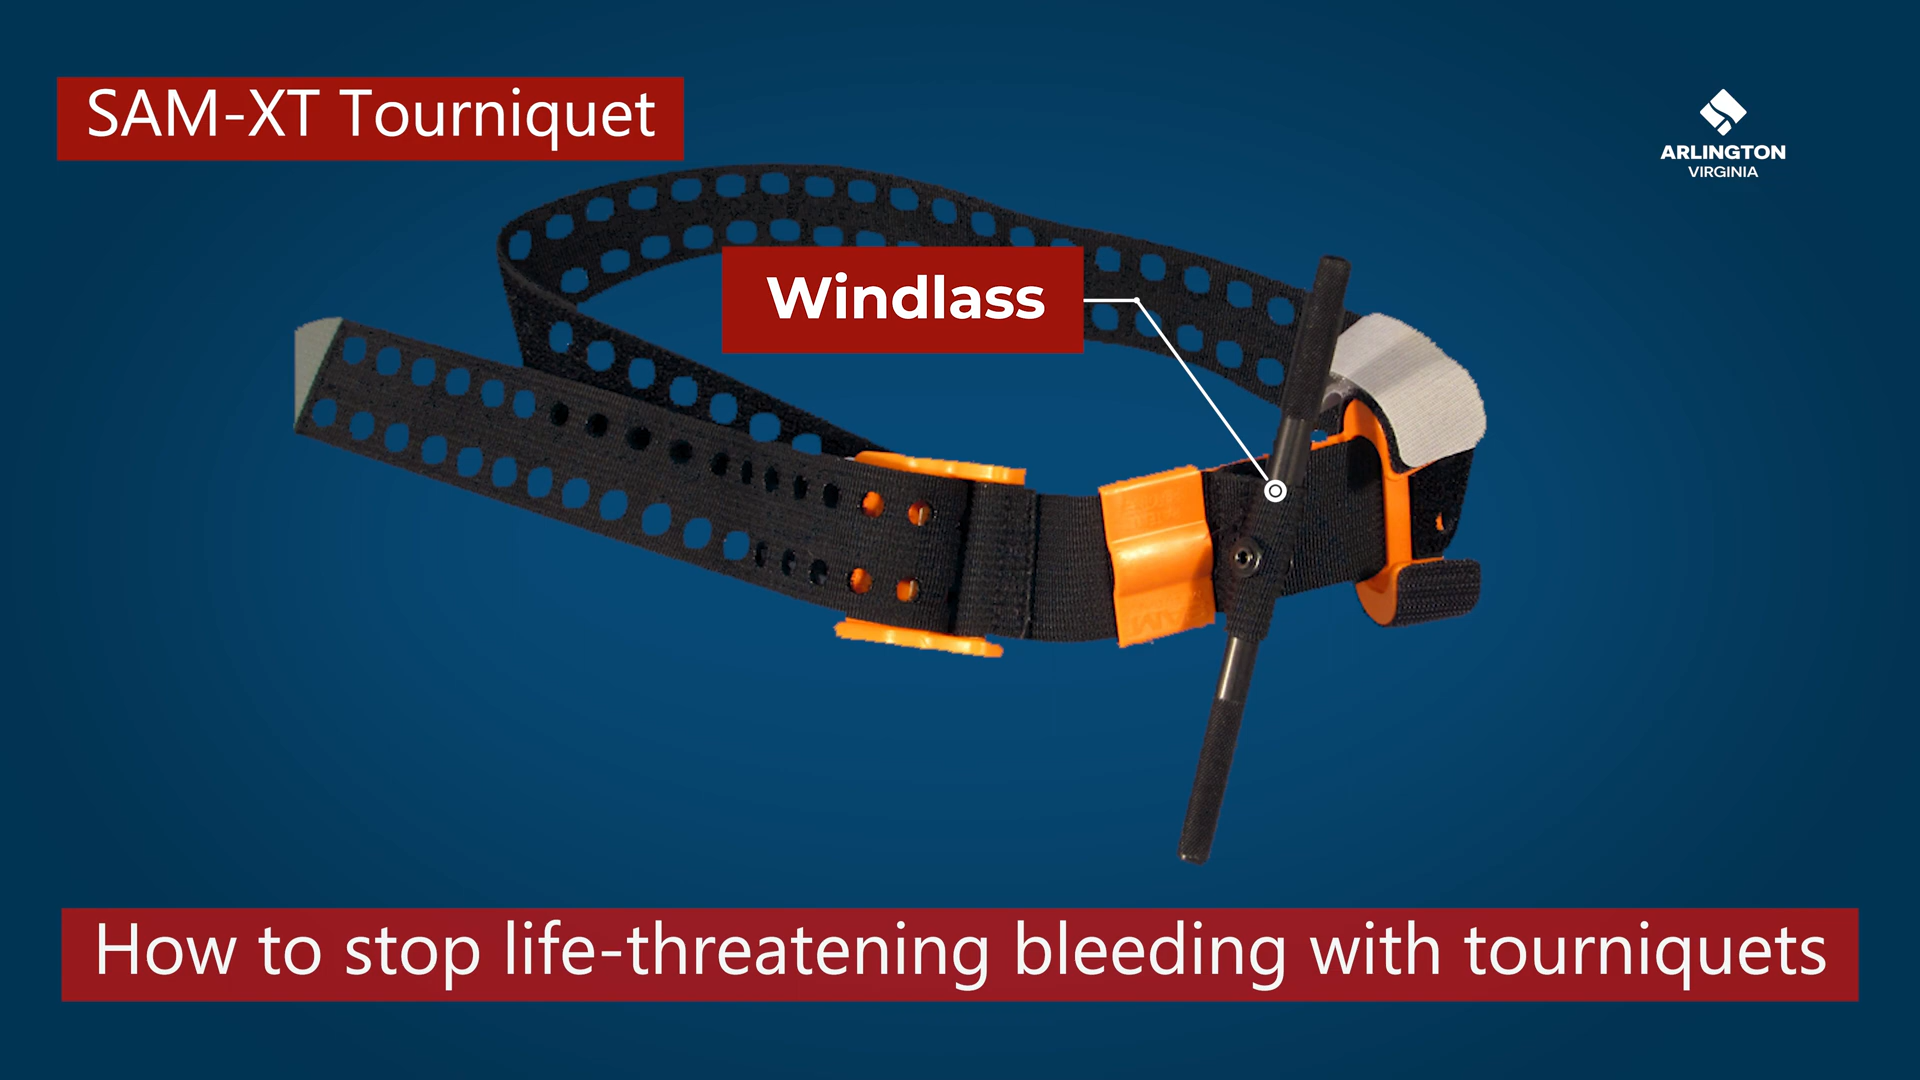 SAM-XT Tourniquet
ARLINGTON
VIRGINIA
Windlass
How to stop life-threatening bleeding with tourniquets